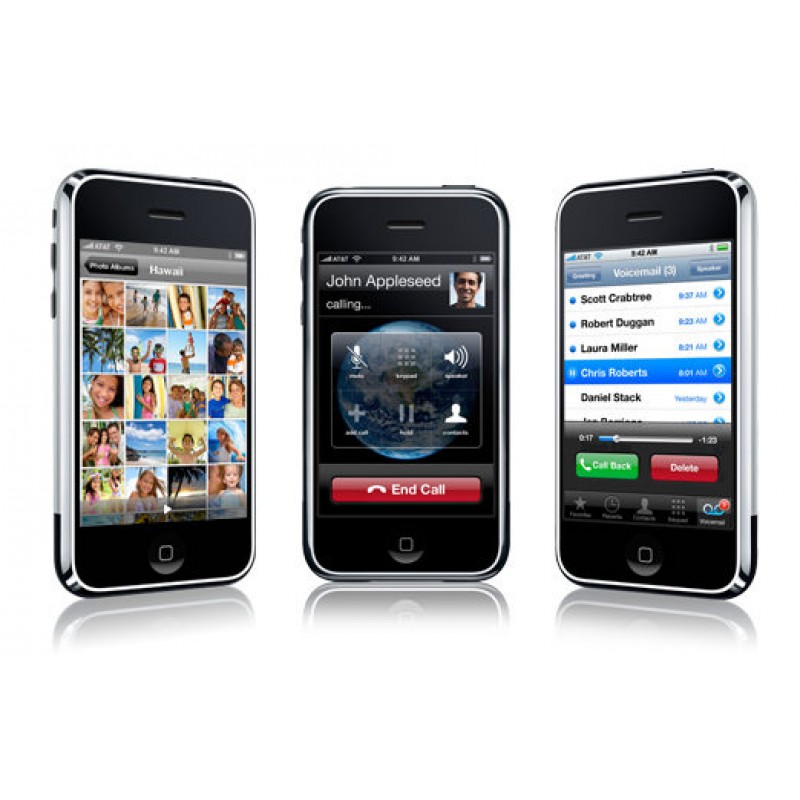 AT&T 9:42 AM
Photo Albums
Hawaii
AT&T 9:42 AM
John Appleseed
calling...
mute keypad speaker
add call hold contacts
End Call
AT&T 9:42 AM
Greeting Voicemail (3) Speaker
Scott Crabtree 9:37 AM
Robert Duggan 9:23 AM
Laura Miller 8:21 AM
Chris Roberts 8:01 AM
Daniel Stack Yesterday
0:17 -1:23
Call Back Delete
Favorites Recents Contacts Keypad Voicemail